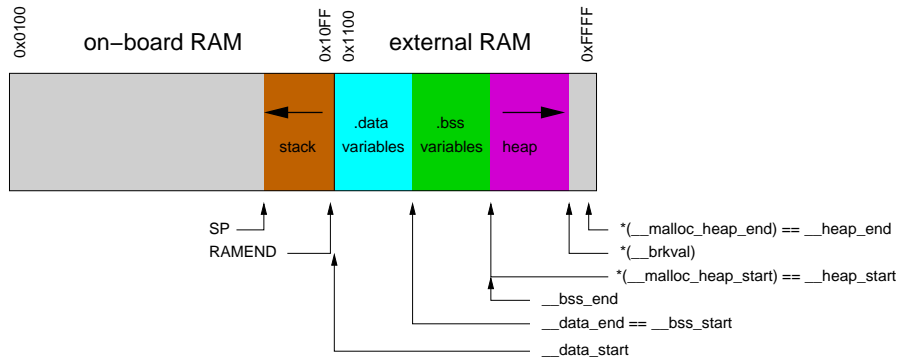 0x0100
on−board RAM
0x10FF
0x1100
external RAM
0xFFFF
stack
.data
variables
.bss
variables
heap
SP
RAMEND
*(__malloc_heap_end) == __heap_end
*(__brkval)
*(__malloc_heap_start) == __heap_start
__bss_end
__data_end == __bss_start
__data_start